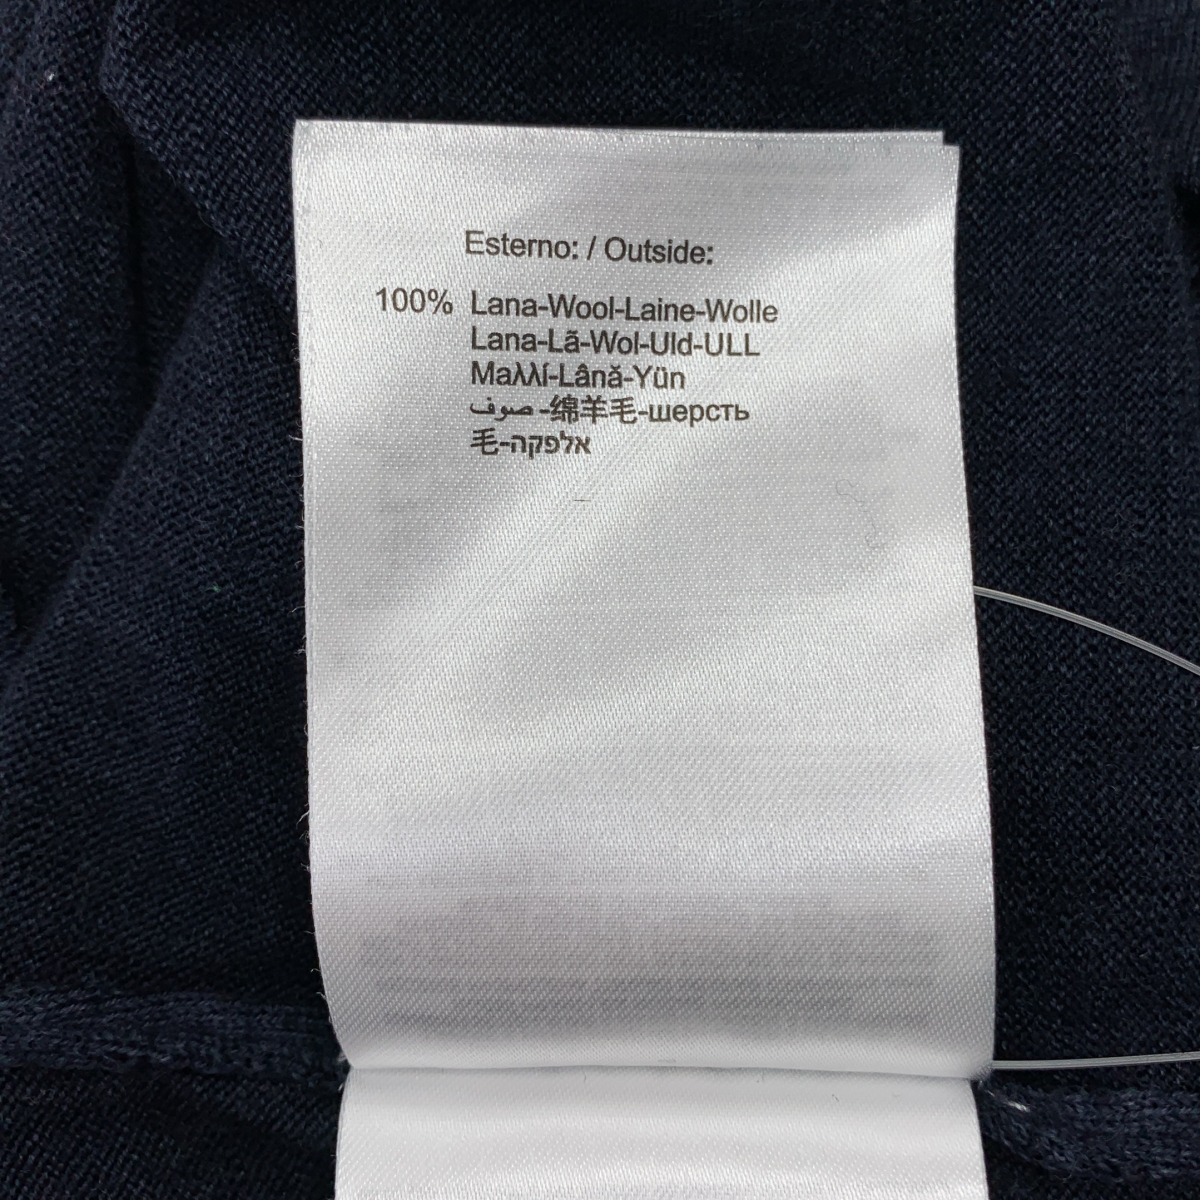 Esterno: / Outside:
100% Lana-Wool-Laine-Wolle
Lana-Lã-Wol-Uld-ULL
Μαλλί-Lână-Yün
صوف-绵羊毛-шерсть
毛-אלפקה